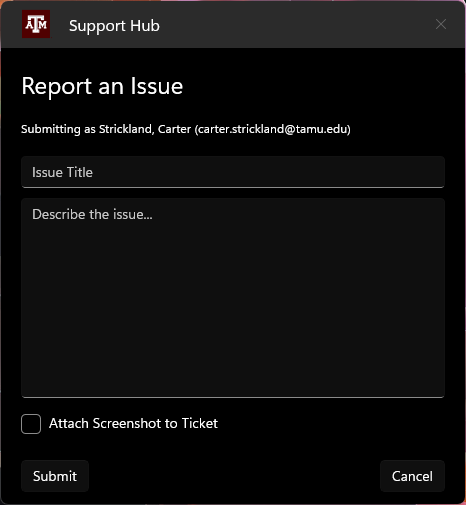 ATM
Support Hub
Report an Issue
Submitting as Strickland, Carter (carter.strickland@tamu.edu)
Issue Title
Describe the issue...
Attach Screenshot to Ticket
Submit
Cancel